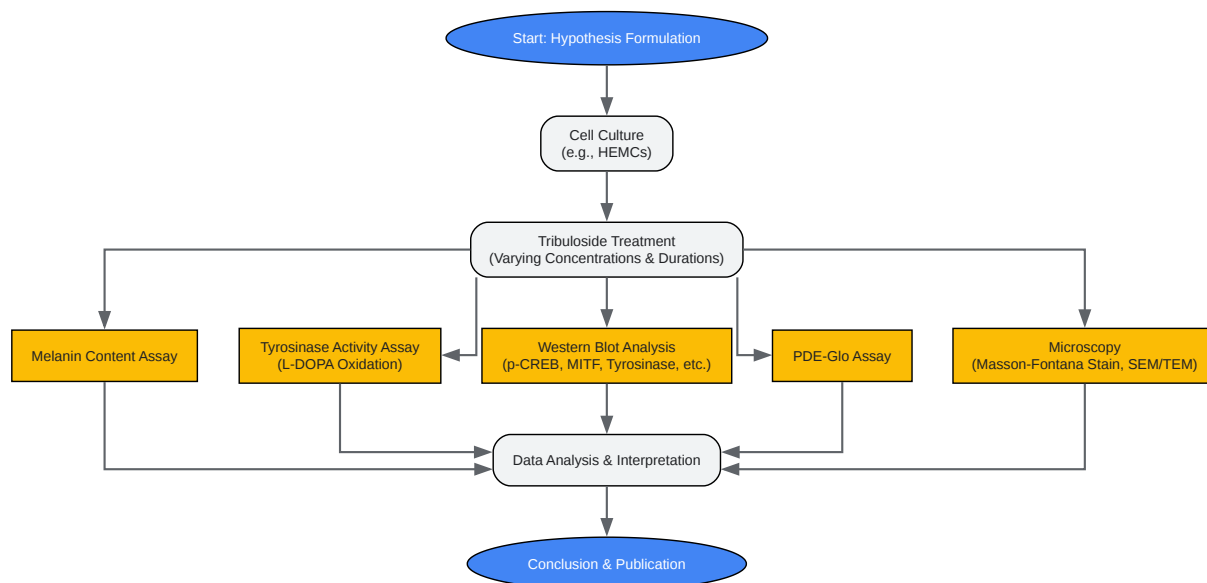 Start: Hypothesis Formulation
Cell Culture
(e.g., HEMCs)
Tribuloside Treatment
(Varying Concentrations & Durations)
Melanin Content Assay
Tyrosinase Activity Assay
(L-DOPA Oxidation)
Western Blot Analysis
(p-CREB, MITF, Tyrosinase, etc.)
PDE-Glo Assay
Microscopy
(Masson-Fontana Stain, SEM/TEM)
Data Analysis & Interpretation
Conclusion & Publication